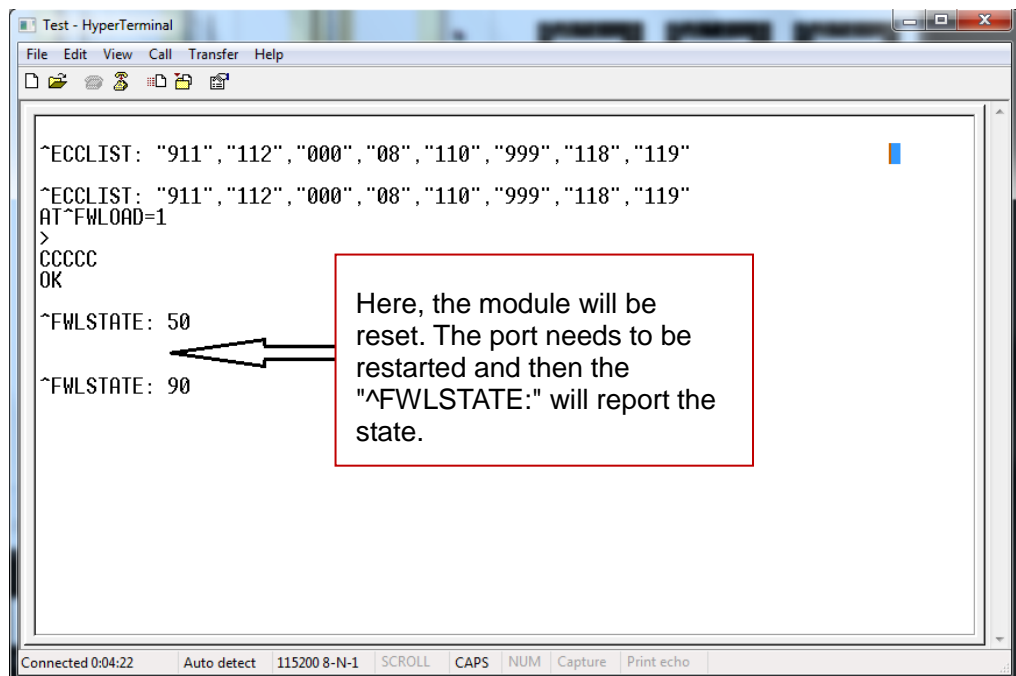 Test - HyperTerminal
File Edit View Call Transfer Help
^ECCLIST: "911","112","000","08","110","999","118","119"
^ECCLIST: "911","112","000","08","110","999","118","119"
AT^FWLOAD=1
>
CCCCC
OK
^FWLSTATE: 50
^FWLSTATE: 90
Here, the module will be
reset. The port needs to be
restarted and then the
"^FWLSTATE:" will report the
state.
Connected 0:04:22 Auto detect 115200 8-N-1 SCROLL CAPS NUM Capture Print echo